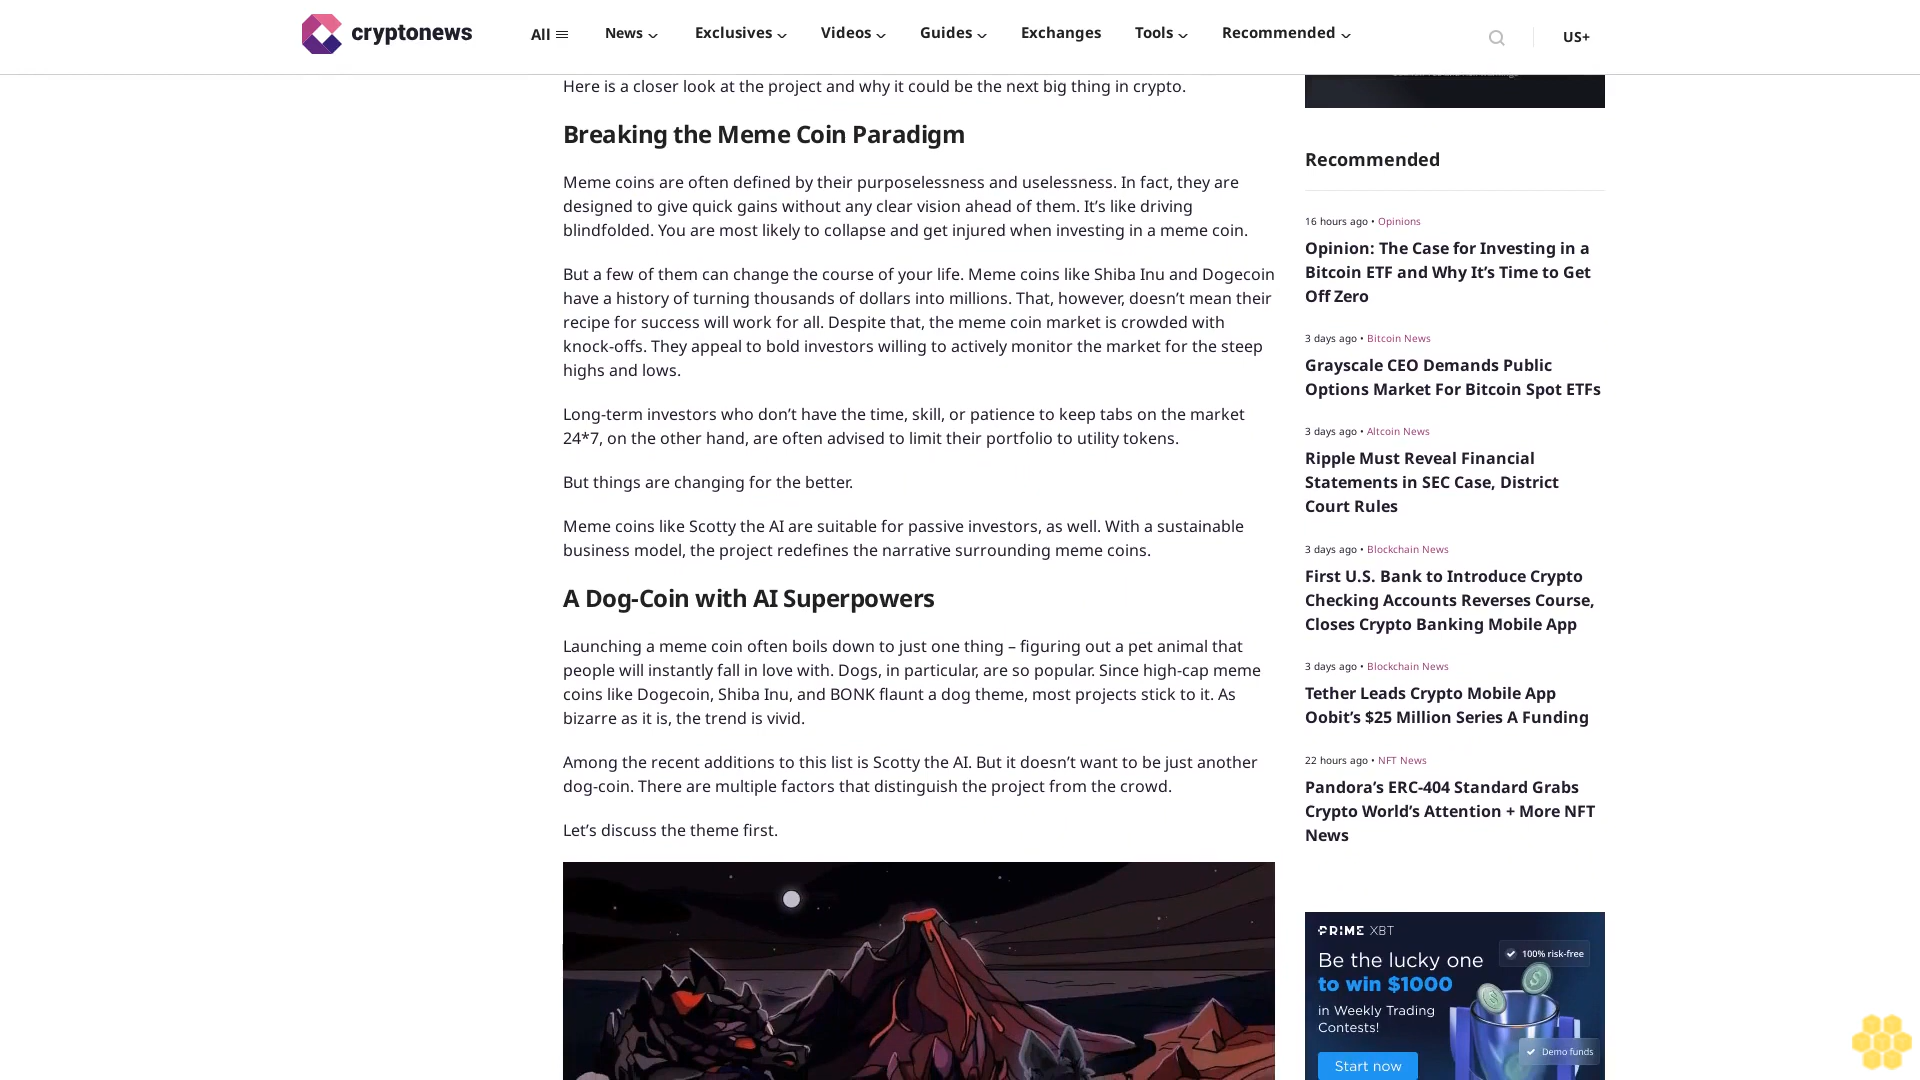 cryptonews
All
News
Exclusives
Videos
Guides
Exchanges
Tools
Recommended
US+
Here is a closer look at the project and why it could be the next big thing in crypto.
Breaking the Meme Coin Paradigm
Meme coins are often defined by their purposelessness and uselessness. In fact, they are
designed to give quick gains without any clear vision ahead of them. It’s like driving
blindfolded. You are most likely to collapse and get injured when investing in a meme coin.
But a few of them can change the course of your life. Meme coins like Shiba Inu and Dogecoin
have a history of turning thousands of dollars into millions. That, however, doesn’t mean their
recipe for success will work for all. Despite that, the meme coin market is crowded with
knock-offs. They appeal to bold investors willing to actively monitor the market for the steep
highs and lows.
Long-term investors who don’t have the time, skill, or patience to keep tabs on the market
24*7, on the other hand, are often advised to limit their portfolio to utility tokens.
But things are changing for the better.
Meme coins like Scotty the AI are suitable for passive investors, as well. With a sustainable
business model, the project redefines the narrative surrounding meme coins.
A Dog-Coin with AI Superpowers
Launching a meme coin often boils down to just one thing – figuring out a pet animal that
people will instantly fall in love with. Dogs, in particular, are so popular. Since high-cap meme
coins like Dogecoin, Shiba Inu, and BONK flaunt a dog theme, most projects stick to it. As
bizarre as it is, the trend is vivid.
Among the recent additions to this list is Scotty the AI. But it doesn’t want to be just another
dog-coin. There are multiple factors that distinguish the project from the crowd.
Let’s discuss the theme first.
Recommended
16 hours ago • Opinions
Opinion: The Case for Investing in a
Bitcoin ETF and Why It’s Time to Get
Off Zero
3 days ago • Bitcoin News
Grayscale CEO Demands Public
Options Market For Bitcoin Spot ETFs
3 days ago • Altcoin News
Ripple Must Reveal Financial
Statements in SEC Case, District
Court Rules
3 days ago • Blockchain News
First U.S. Bank to Introduce Crypto
Checking Accounts Reverses Course,
Closes Crypto Banking Mobile App
3 days ago • Blockchain News
Tether Leads Crypto Mobile App
Oobit’s $25 Million Series A Funding
22 hours ago • NFT News
Pandora’s ERC-404 Standard Grabs
Crypto World’s Attention + More NFT
News
PRIME XBT
Be the lucky one
100% risk-free
to win $1000
in Weekly Trading
Contests!
Demo funds
Start now